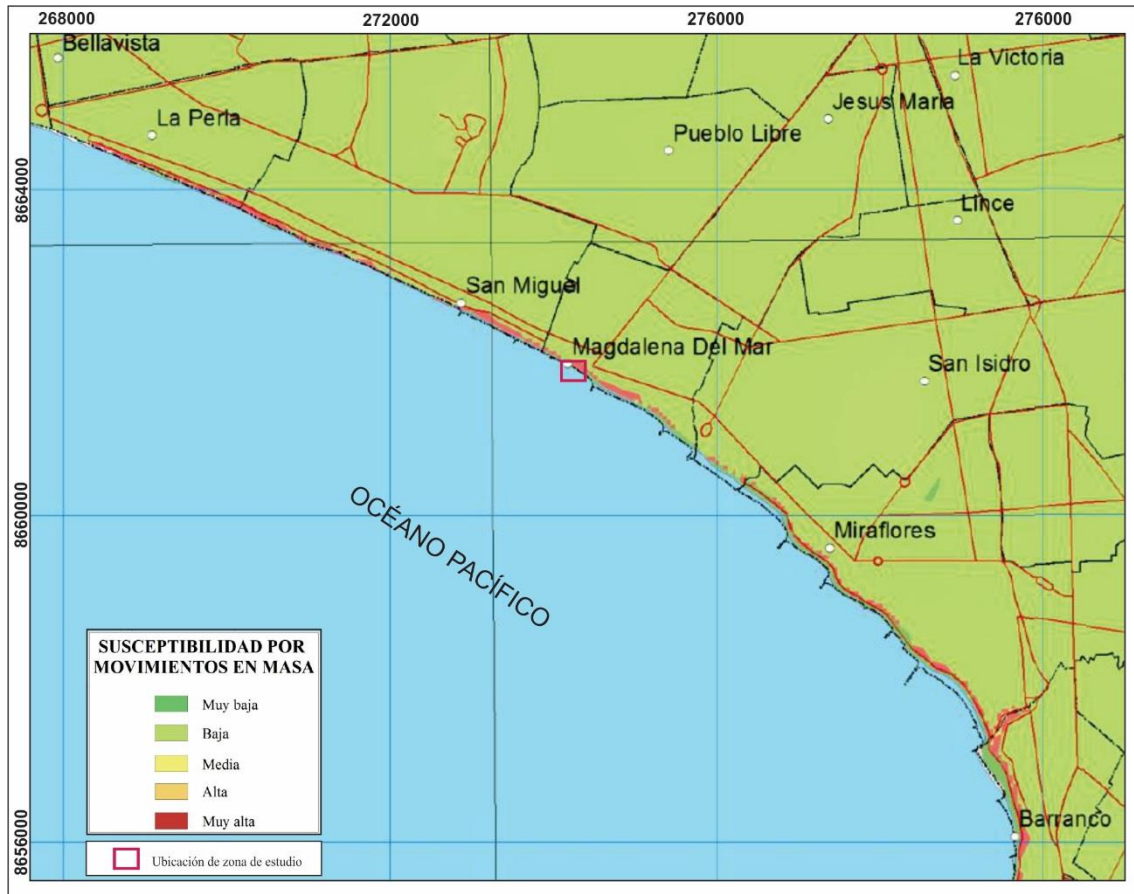 268000
272000
276000
276000
Bellavista
La Victoria
La Perla
Jesus Maria
Pueblo Libre
8664000
Lince
San Miguel
Magdalena Del Mar
San Isidro
OCÉANO PACÍFICO
8660000
Miraflores
SUSCEPTIBILIDAD POR
MOVIMIENTOS EN MASA
Muy baja
Baja
Media
Alta
Muy alta
Barranco
8656000
Ubicación de zona de estudio